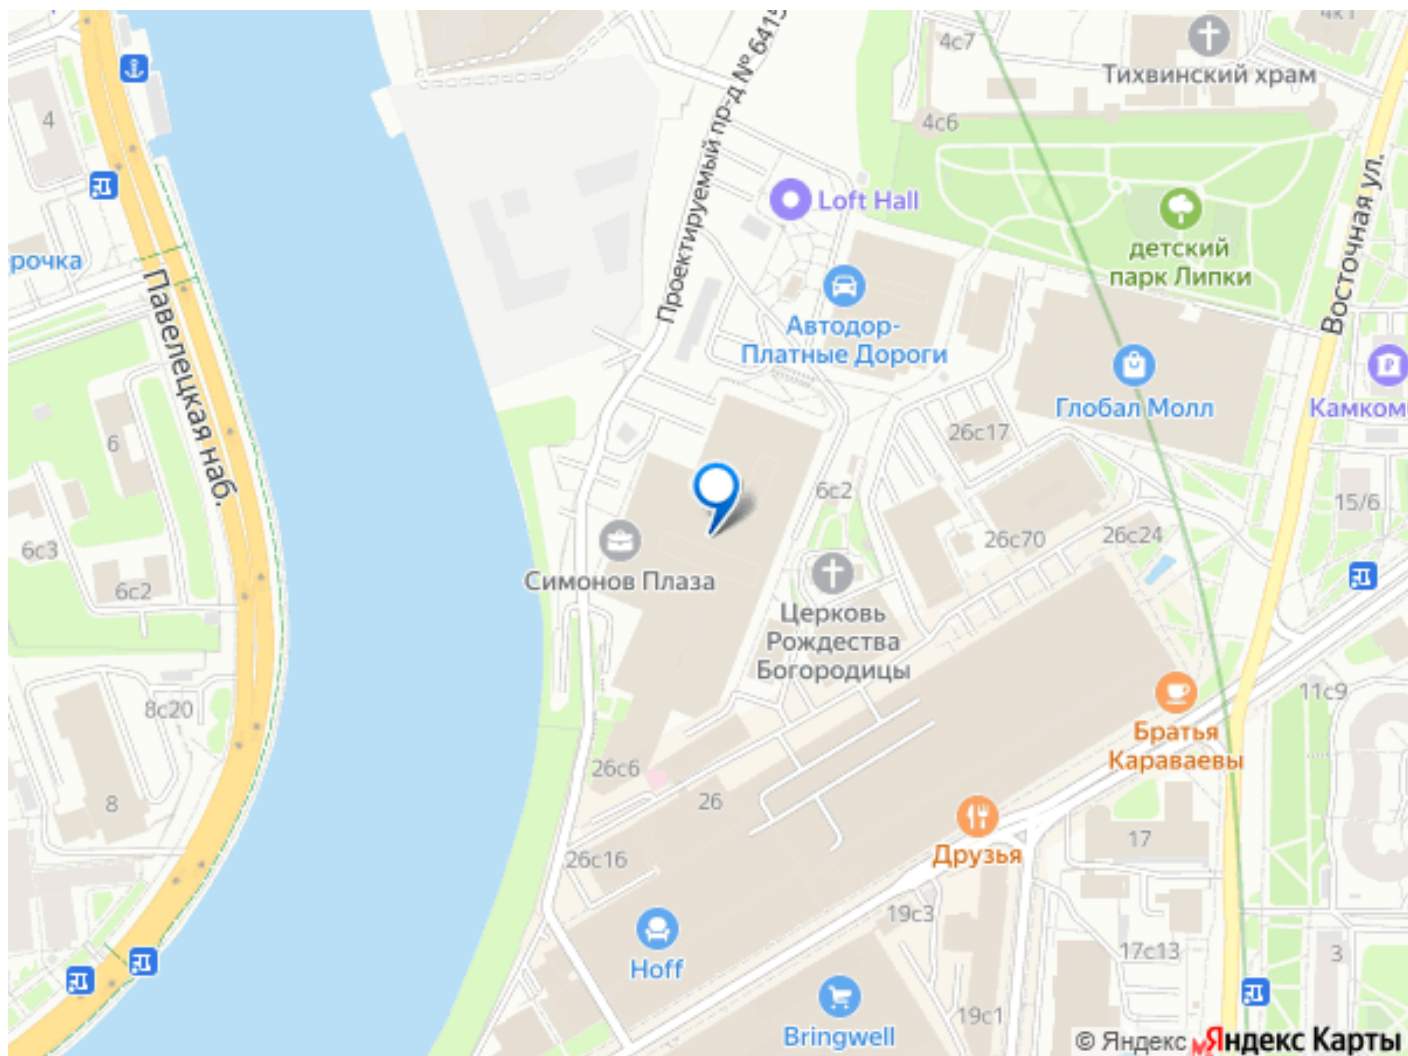 4к1
4с7
Тихвинский храм
4
4с6
Проектируемый пр-д № 6415
Восточная ул.
Loft Hall
детский
парк Липки
рочка
Павелецкая наб.
Автодор-
Платные Дороги
Глобал Молл
Камком
26с17
6
6с2
15/6
26с70
26с24
6с3
6с2
Симонов Плаза
Церковь
Рождества
Богородицы
8с20
11с9
Братья
Караваевы
26с6
26
8
17
Друзья
26с16
19с3
17с13
3
Hoff
19с1
Bringwell
© Яндекс Яндекс Карты